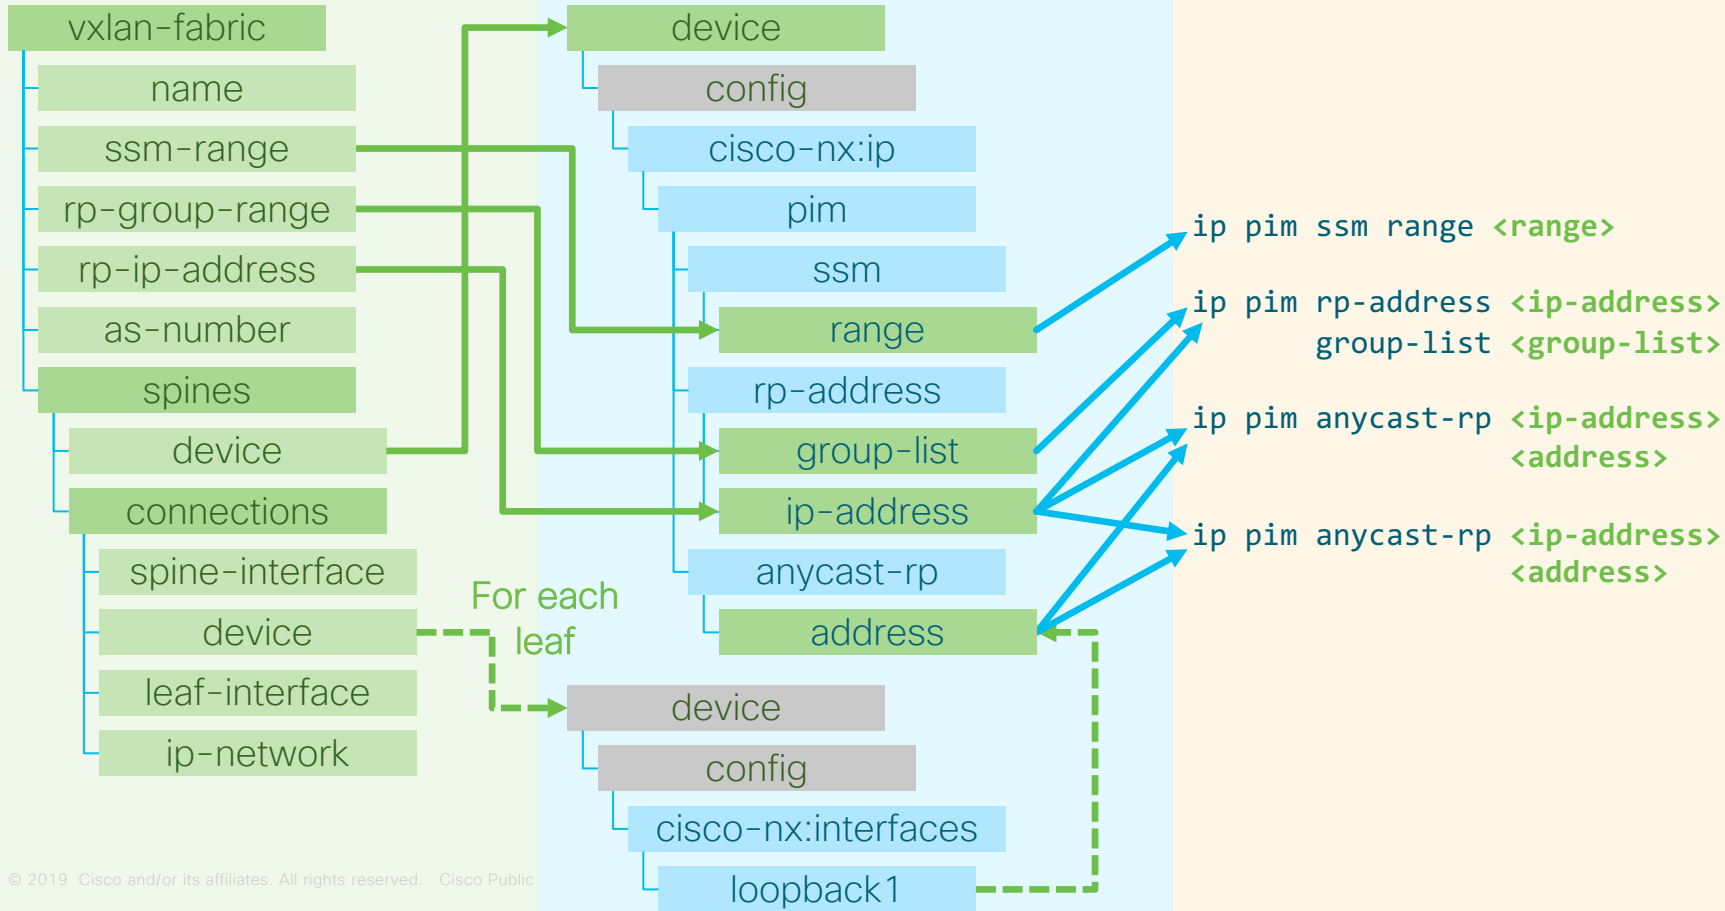 vxlan-fabric
name
ssm-range
rp-group-range
rp-ip-address
as-number
spines
device
connections
spine-interface
device
leaf-interface
ip-network
For each
leaf
device
config
cisco-nx:ip
pim
ssm
range
rp-address
group-list
ip-address
anycast-rp
address
device
config
cisco-nx:interfaces
loopback1
ip pim ssm range <range>
ip pim rp-address <ip-address>
group-list <group-list>
ip pim anycast-rp <ip-address>
<address>
ip pim anycast-rp <ip-address>
<address>
© 2019 Cisco and/or its affiliates. All rights reserved. Cisco Public